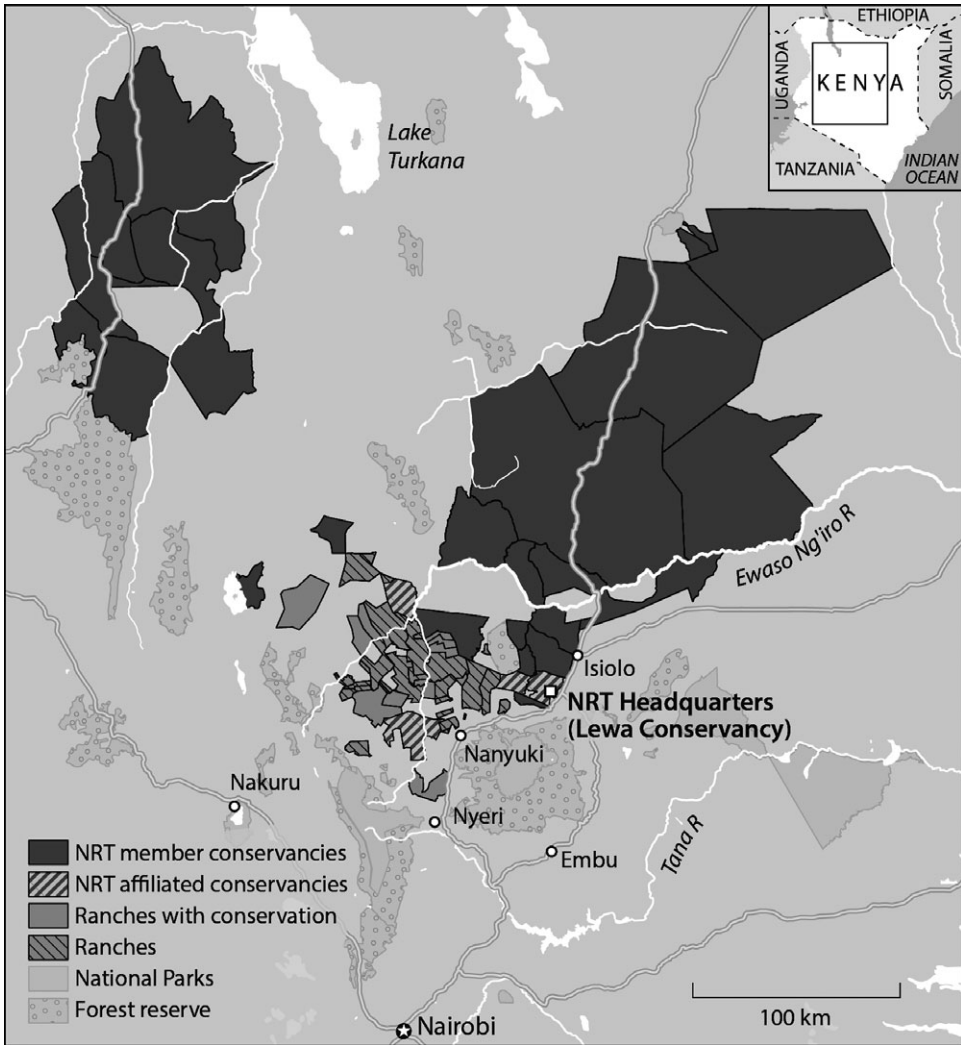 ETHIOPIA
UGANDA
KENYA
SOMALIA
TANZANIA
INDIAN
OCEAN
Lake
Turkana
Ewaso Ng'iro R
Isiolo
NRT Headquarters
(Lewa Conservancy)
Nanyuki
Nakuru
Nyeri
Embu
Tana R
NRT member conservancies
NRT affiliated conservancies
Ranches with conservation
Ranches
National Parks
Forest reserve
Nairobi
100 km